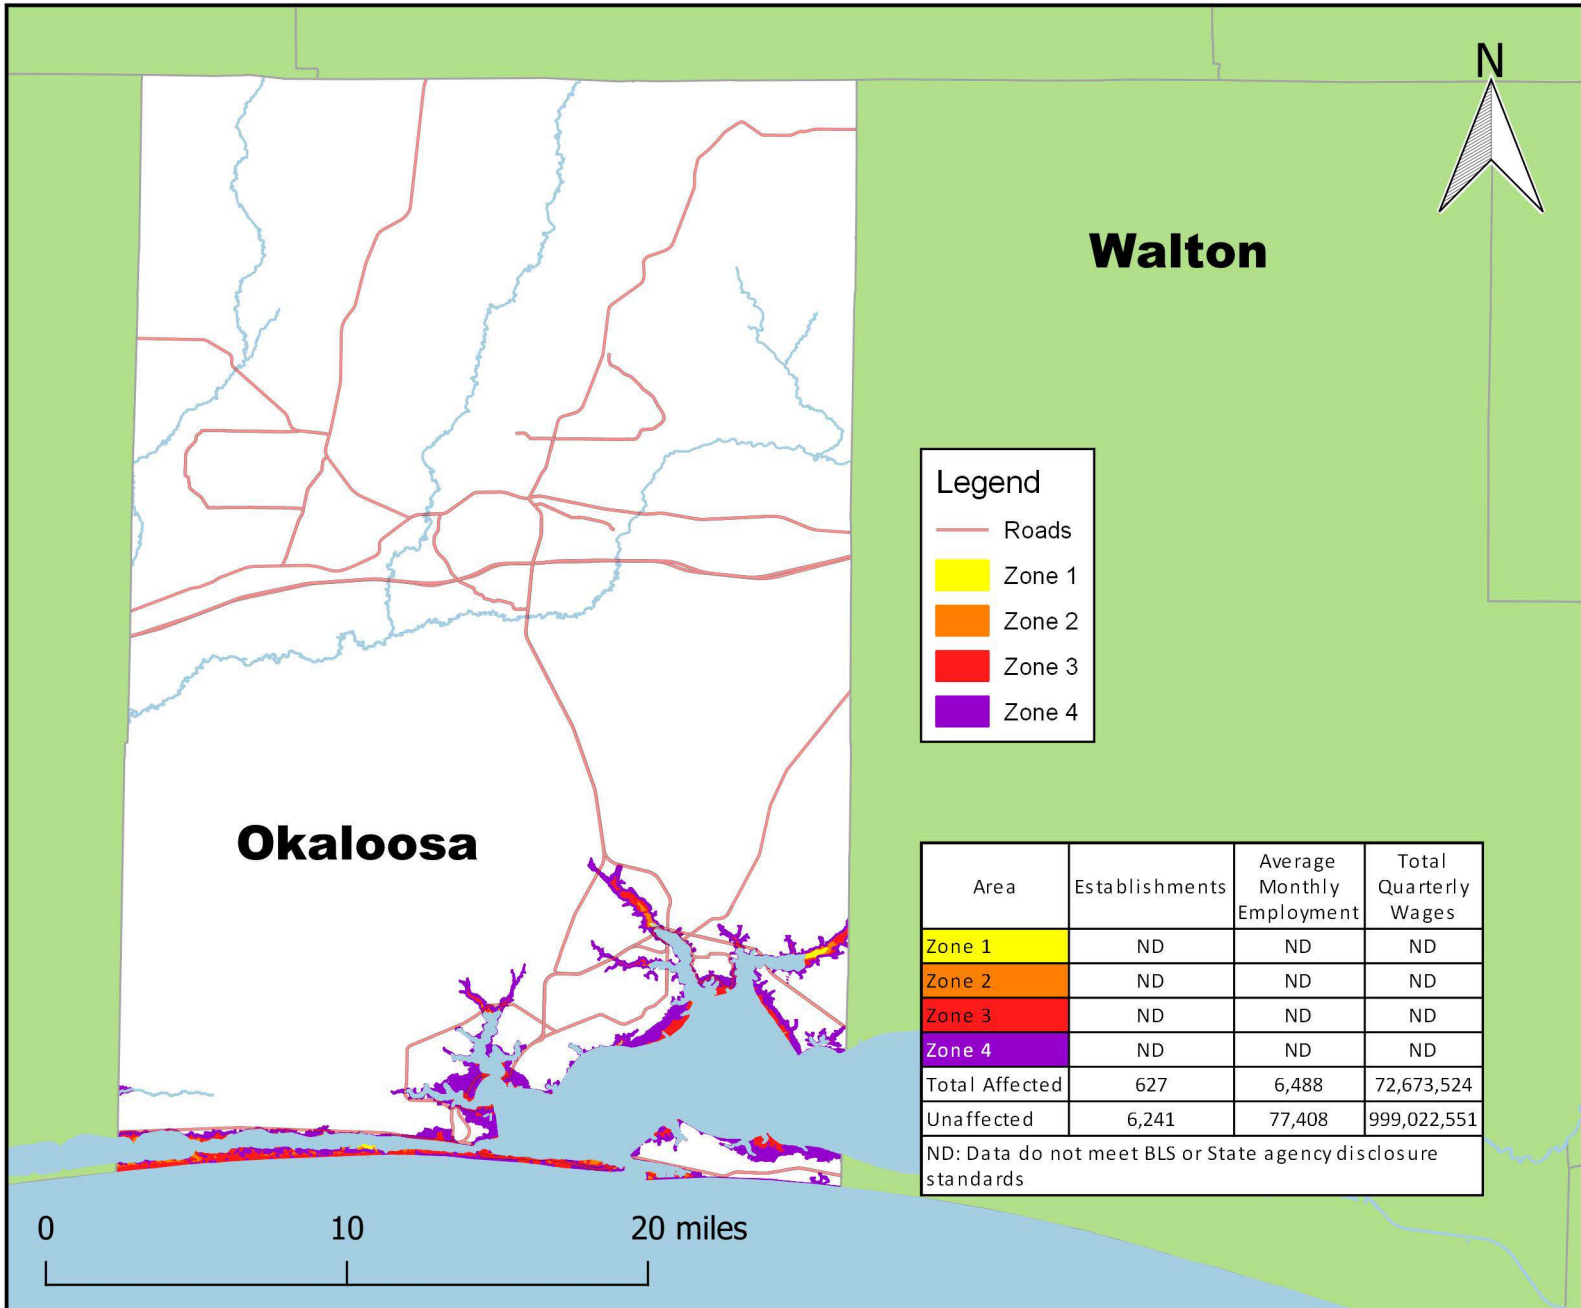 N
Walton
Legend
Roads
Zone 1
Zone 2
Zone 3
Zone 4
Okaloosa
Area Establishments Average Monthly Employment Total Quarterly Wages
Zone 1 ND ND ND
Zone 2 ND ND ND
Zone 3 ND ND ND
Zone 4 ND ND ND
Total Affected 627 6,488 72,673,524
Unaffected 6,241 77,408 999,022,551
ND: Data do not meet BLS or State agency disclosure
standards
0 10 20 miles